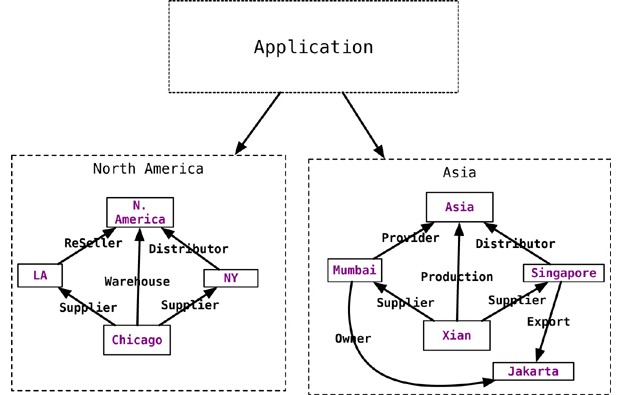 Application
North America
N.
America
ReSeller
Distributor
LA
Warehouse
NY
Supplier
Supplier
Chicago
Asia
Asia
Provider
Distributor
Mumbai
Production
Singapore
Supplier
Supplier
Export
Owner
Xian
Jakarta